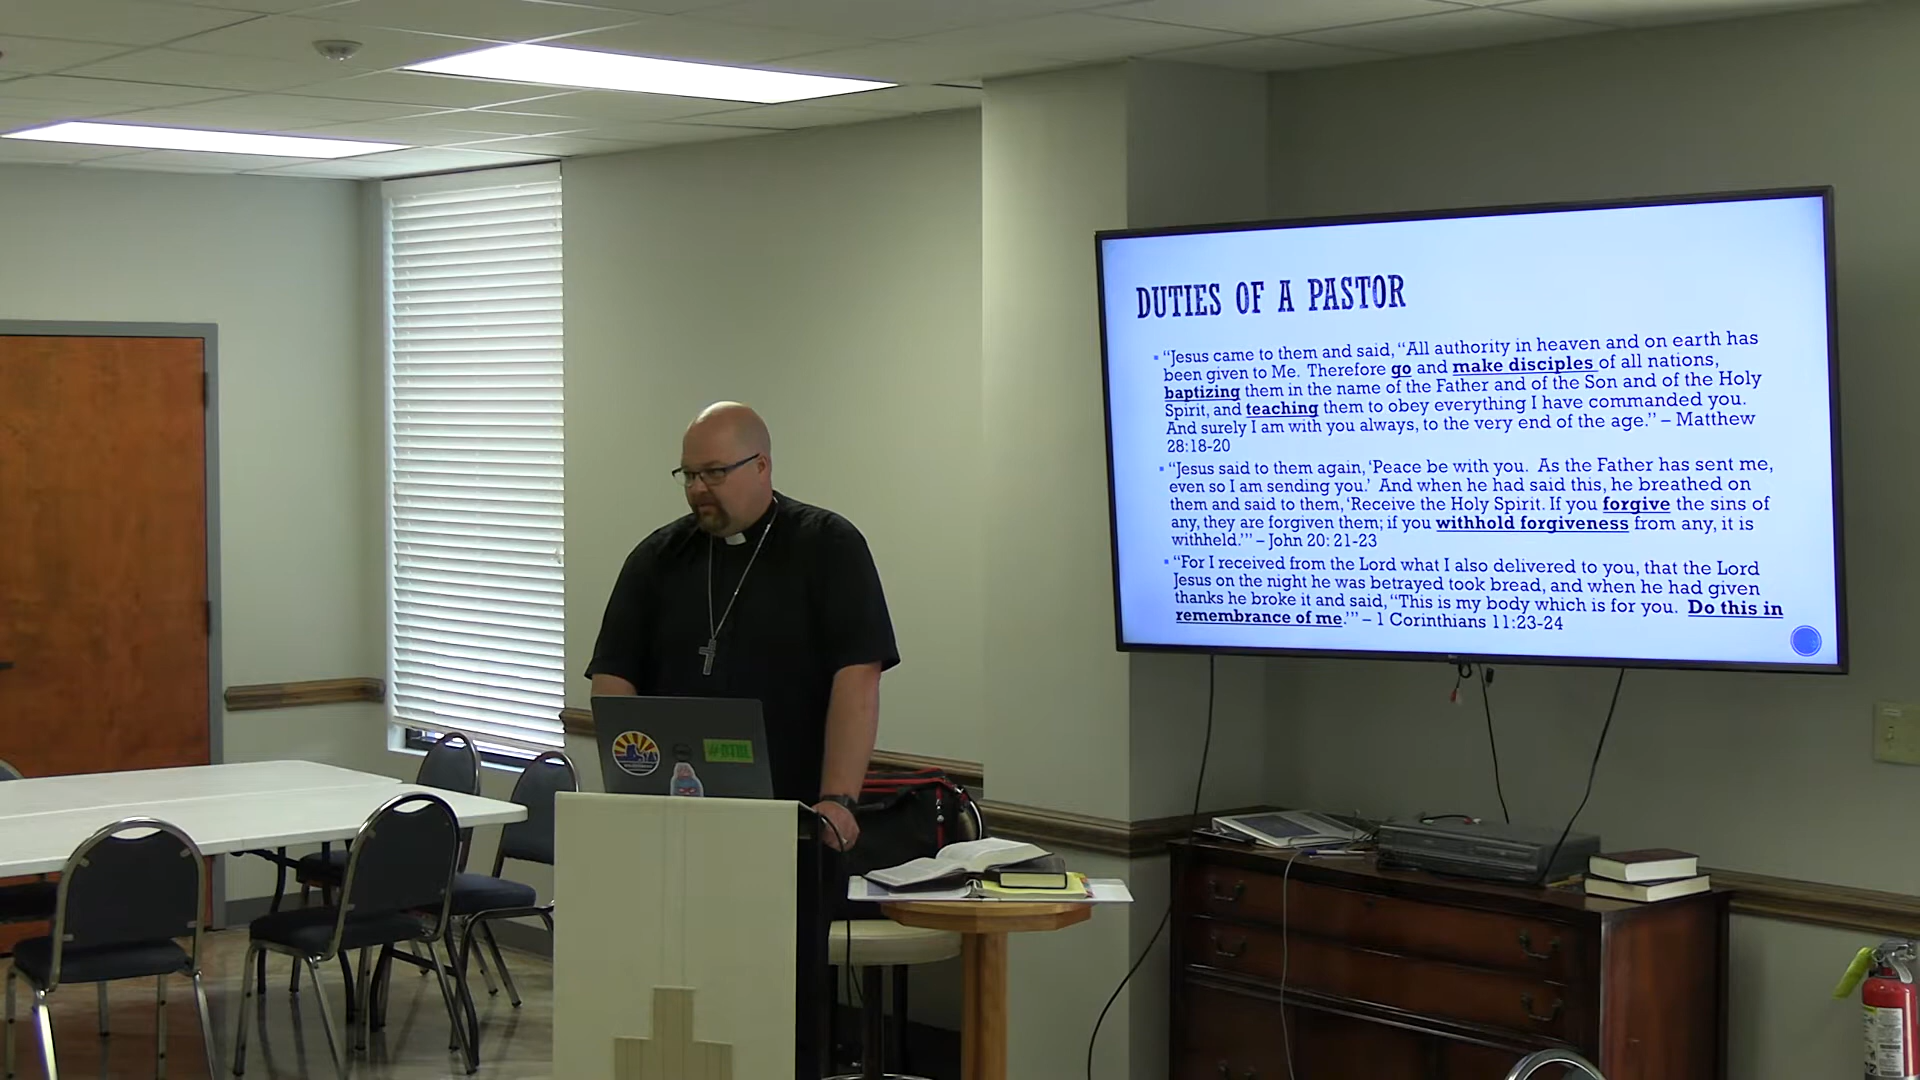 DUTIES OF A PASTOR
“Jesus came to them and said, “All authority in heaven and on earth has
been given to Me. Therefore go and make disciples of all nations,
baptizing them in the name of the Father and of the Son and of the Holy
Spirit, and teaching them to obey everything I have commanded you.
And surely I am with you always, to the very end of the age.” – Matthew
28:18-20
“Jesus said to them again, ‘Peace be with you. As the Father has sent me,
even so I am sending you.’ And when he had said this, he breathed on
them and said to them, ‘Receive the Holy Spirit. If you forgive the sins of
any, they are forgiven them; if you withhold forgiveness from any, it is
withheld.’” – John 20: 21-23
“For I received from the Lord what I also delivered to you, that the Lord
Jesus on the night he was betrayed took bread, and when he had given
thanks he broke it and said, “This is my body which is for you. Do this in
remembrance of me.’” – 1 Corinthians 11:23-24